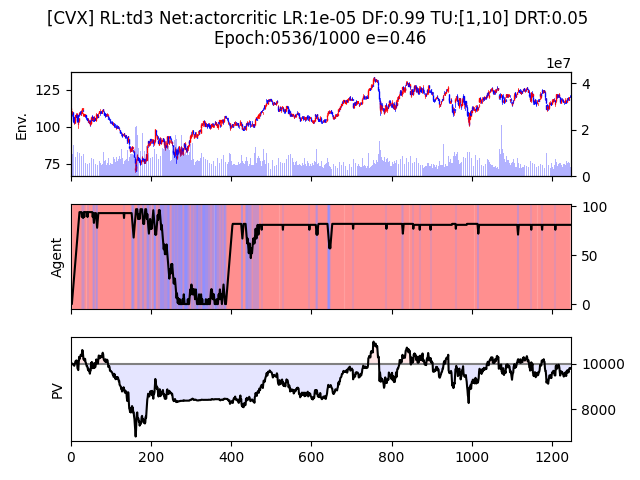 [CVX] RL:td3 Net:actorcritic LR:1e-05 DF:0.99 TU:[1,10] DRT:0.05
Epoch:0536/1000 e=0.46
1e7
Env.
125
100
75
4
2
0
Agent
100
50
0
PV
10000
8000
0 200 400 600 800 1000 1200